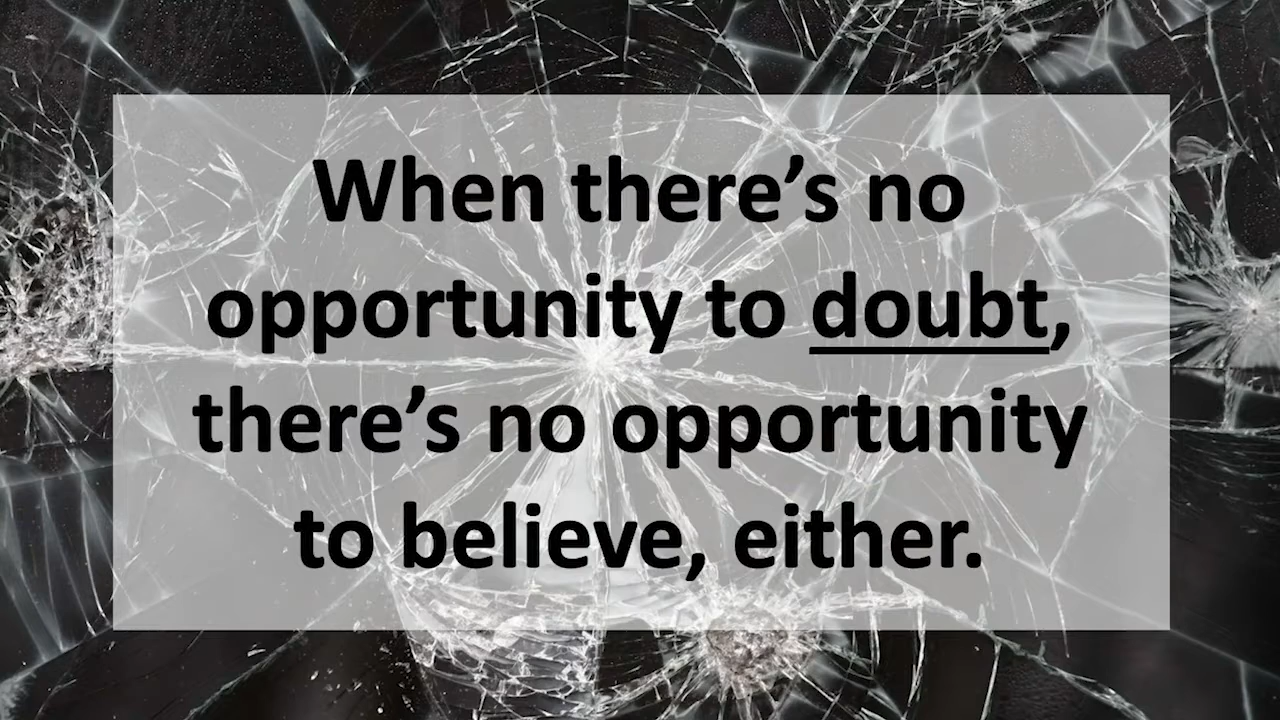 When there’s no
opportunity to doubt,
there’s no opportunity
to believe, either.